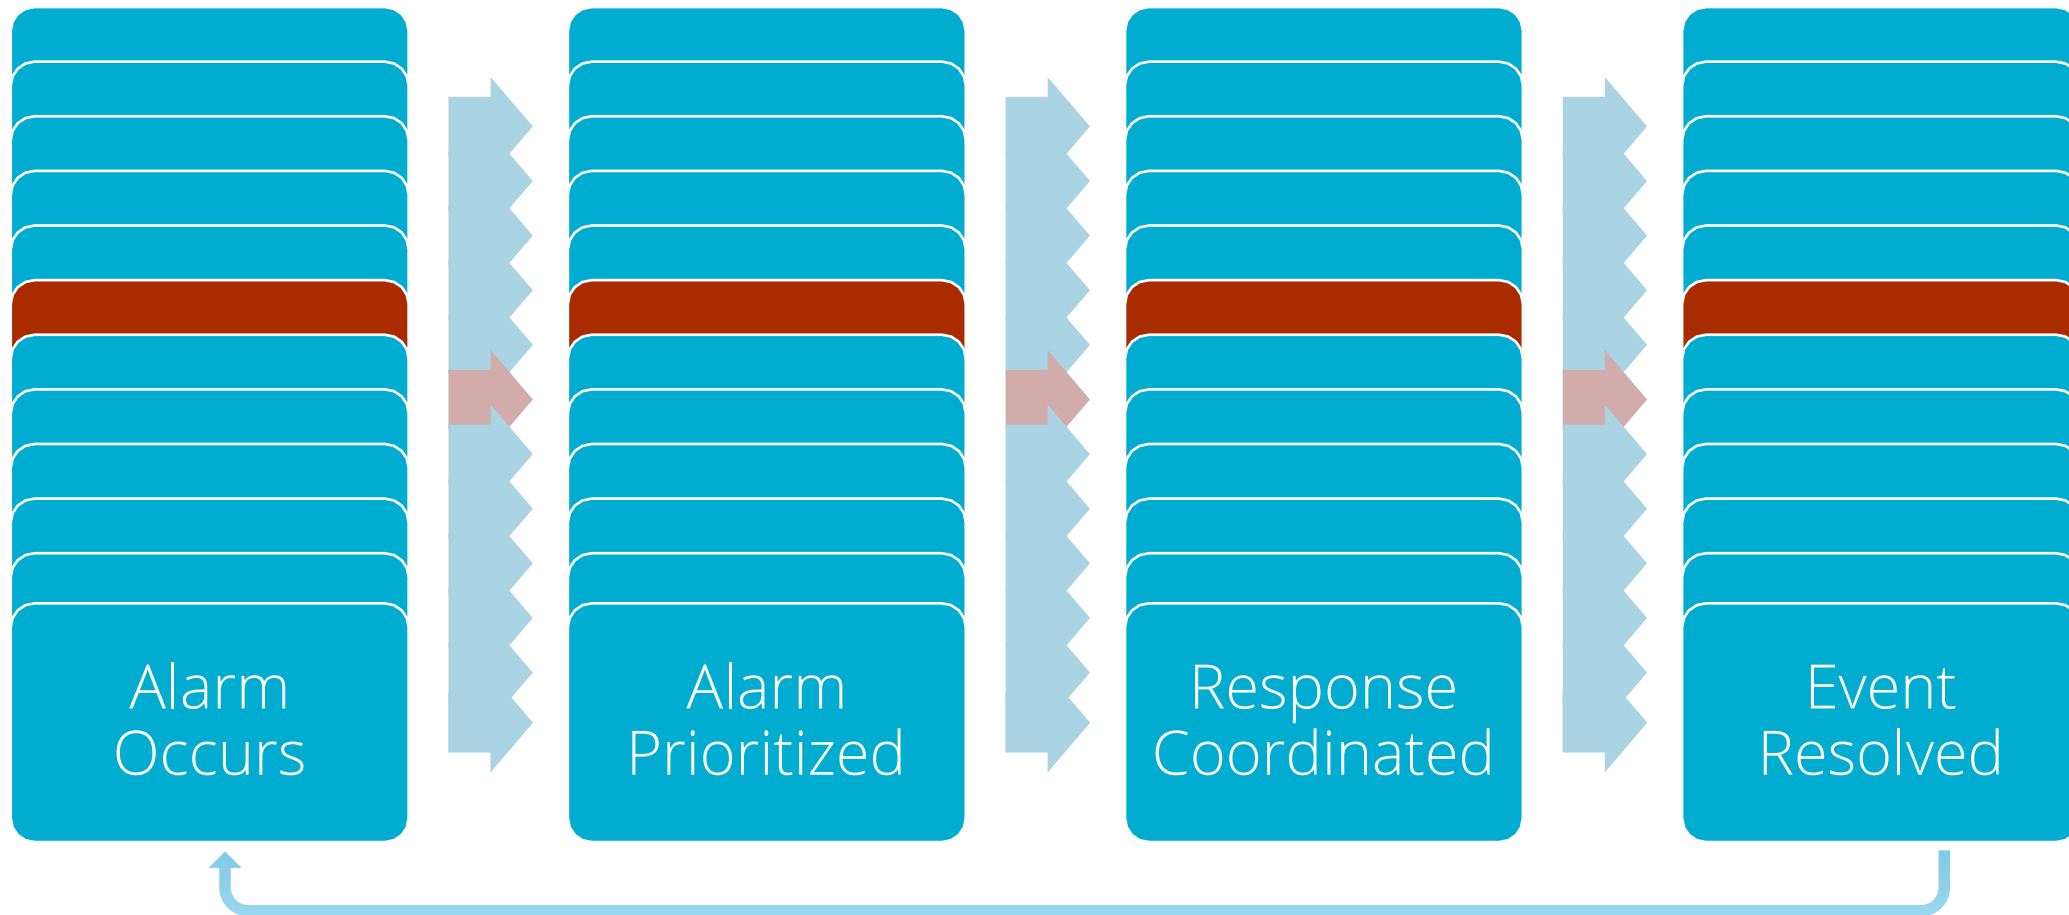 Alarm
Occurs
Alarm
Prioritized
Response
Coordinated
Event
Resolved